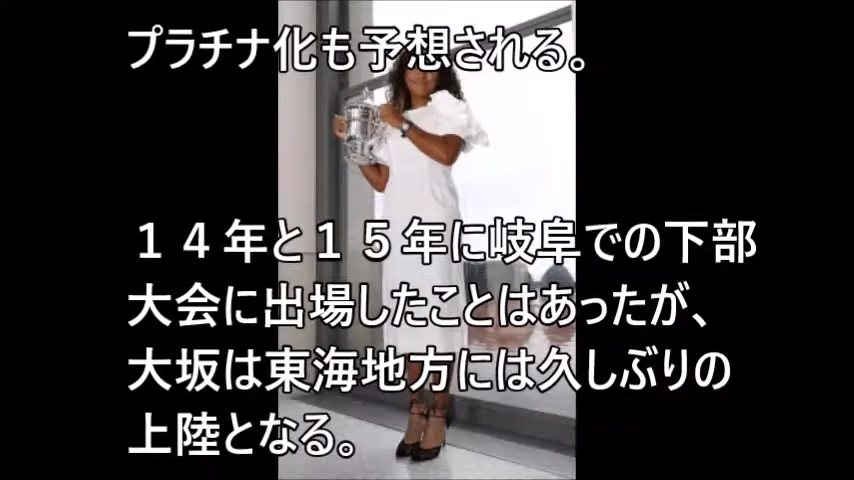 プラチナ化も予想される。
１４年と１５年に岐阜での下部
大会に出場したことはあったが、
大坂は東海地方には久しぶりの
上陸となる。